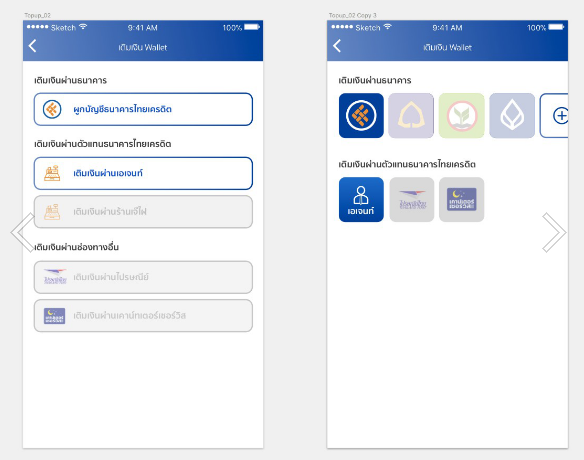 Topup_02
Sketch 9:41 AM 100%
เติมเงิน Wallet
เติมเงินผ่านธนาคาร
ผูกบัญชีธนาคารไทยเครดิต
เติมเงินผ่านตัวแทนธนาคารไทยเครดิต
เติมเงินผ่านเอเจนท์
เติมเงินผ่านร้านเจ๊ไฝ
เติมเงินผ่านช่องทางอื่น
เติมเงินผ่านไปรษณีย์
เติมเงินผ่านเคาน์เตอร์เซอร์วิส
Topup_02 Copy 3
Sketch 9:41 AM 100%
เติมเงิน Wallet
เติมเงินผ่านธนาคาร
เติมเงินผ่านตัวแทนธนาคารไทยเครดิต
เอเจนท์
เคาน์เตอร์
เซอร์วิส